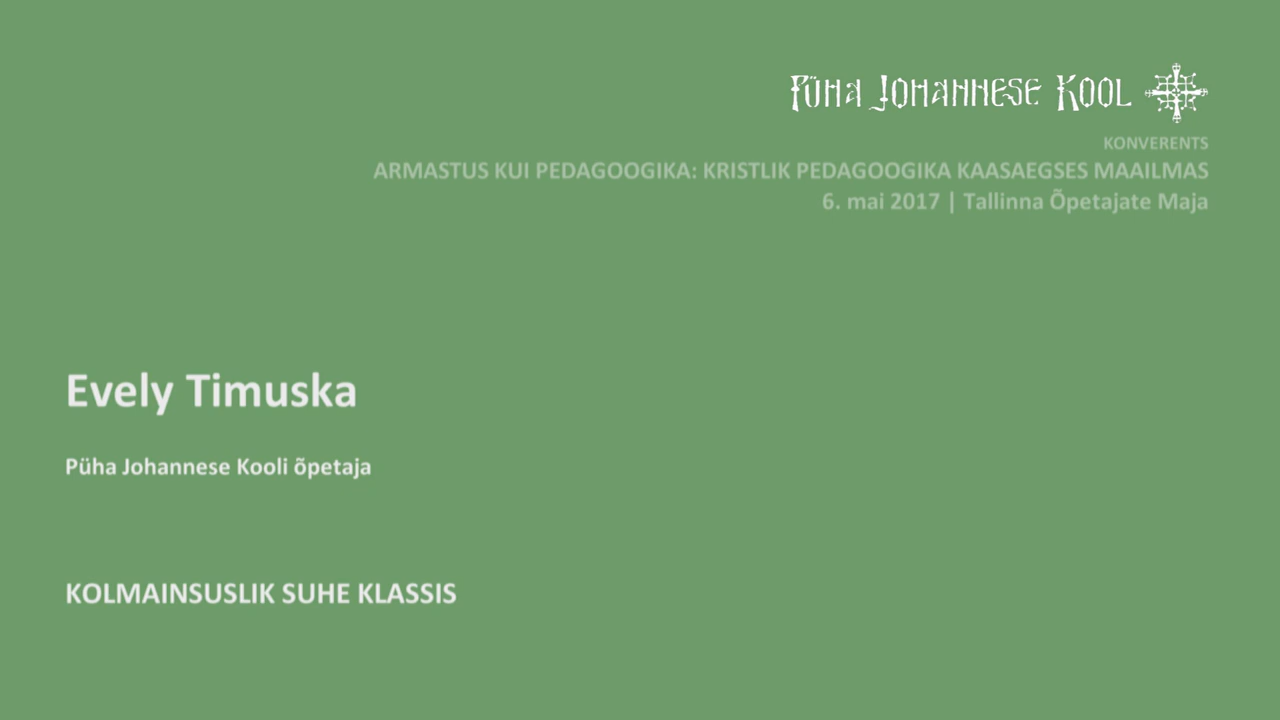 Püha Johannese Kool
KONVERENTS
ARMASTUS KUI PEDAGOOGIKA: KRISTLIK PEDAGOOGIKA KAASAEGSES MAAILMAS
6. mai 2017 | Tallinna Õpetajate Maja
Evely Timuska
Püha Johannese Kooli õpetaja
KOLMAINSUSLIK SUHE KLASSIS